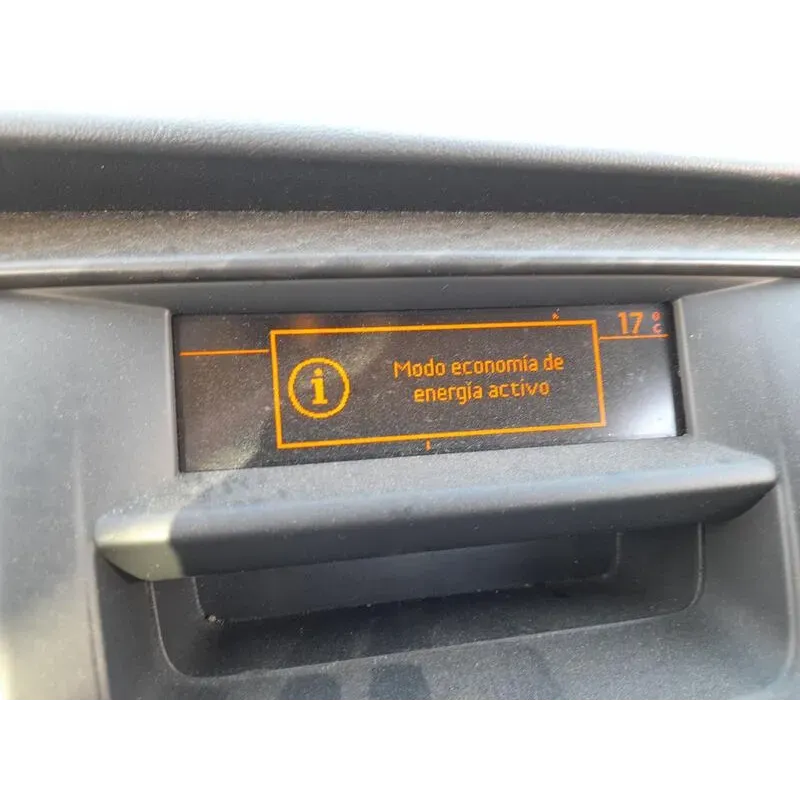 17 °C
i
Modo economía de
energía activo